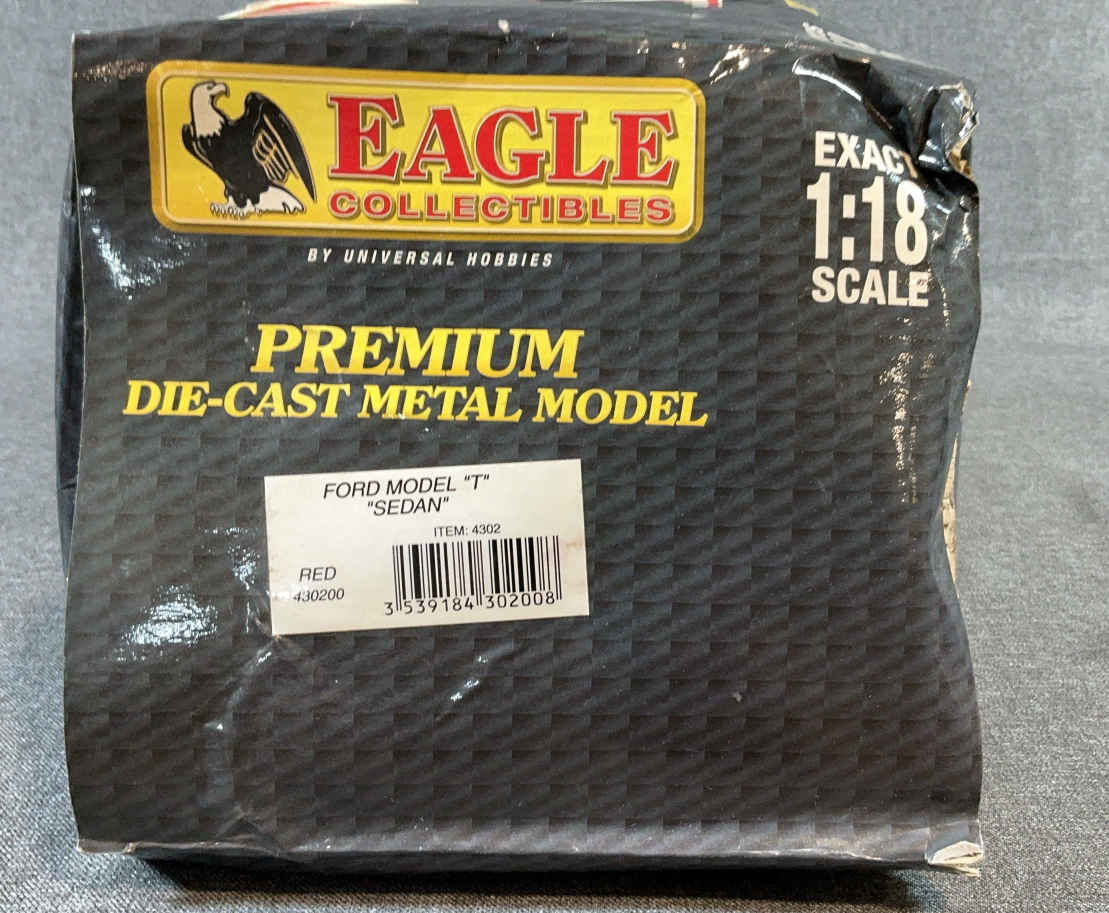 EAGLE
COLLECTIBLES
BY UNIVERSAL HOBBIES
EXACT
1:18
SCALE
PREMIUM
DIE-CAST METAL MODEL
FORD MODEL "T"
"SEDAN"
ITEM: 4302
RED
430200
3 539184 302008